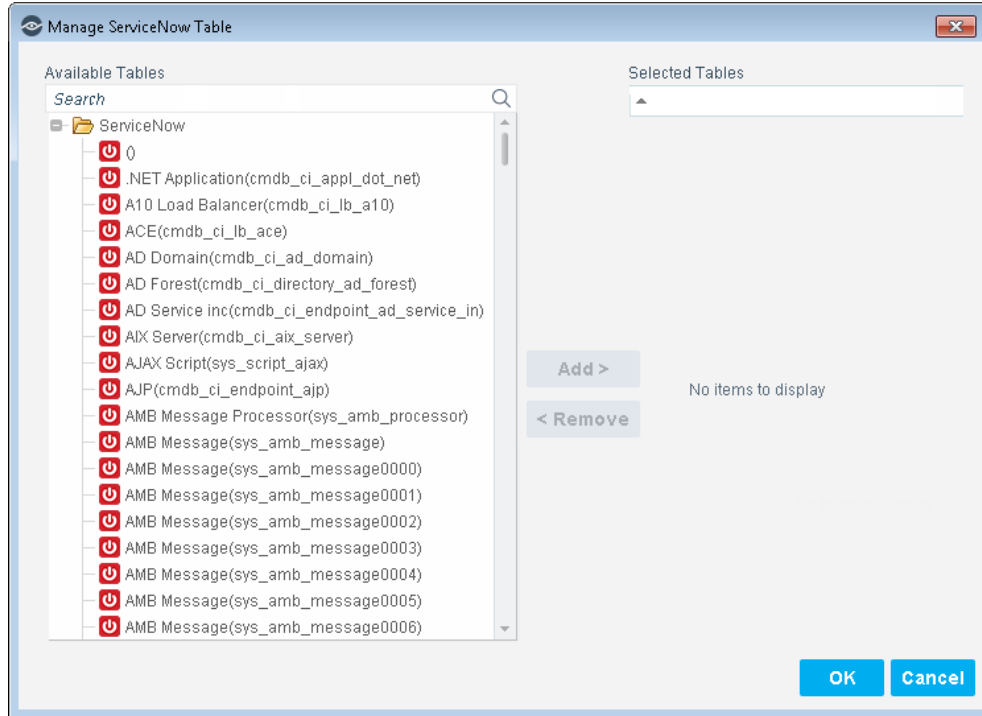 Manage ServiceNow Table
Available Tables
Selected Tables
Search
ServiceNow
()
.NET Application(cmdb_ci_appl_dot_net)
A10 Load Balancer(cmdb_ci_lb_a10)
ACE(cmdb_ci_lb_ace)
AD Domain(cmdb_ci_ad_domain)
AD Forest(cmdb_ci_directory_ad_forest)
AD Service inc(cmdb_ci_endpoint_ad_service_in)
AIX Server(cmdb_ci_aix_server)
AJAX Script(sys_script_ajax)
AJP(cmdb_ci_endpoint_ajp)
AMB Message Processor(sys_amb_processor)
AMB Message(sys_amb_message)
AMB Message(sys_amb_message0000)
AMB Message(sys_amb_message0001)
AMB Message(sys_amb_message0002)
AMB Message(sys_amb_message0003)
AMB Message(sys_amb_message0004)
AMB Message(sys_amb_message0005)
AMB Message(sys_amb_message0006)
Add >
< Remove
No items to display
OK
Cancel